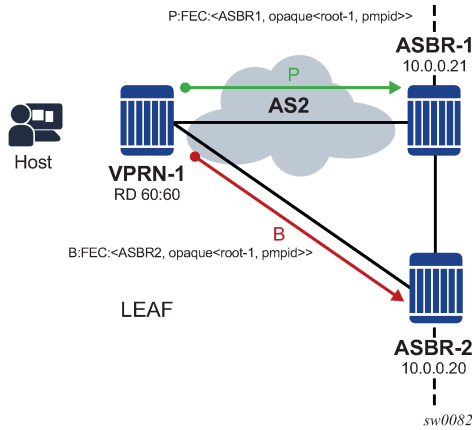 P:FEC:<ASBR1, opaque<root-1, pmpid>>
ASBR-1
10.0.0.21
P
AS2
Host
VPRN-1
RD 60:60
B
B:FEC:<ASBR2, opaque<root-1, pmpid>>
LEAF
ASBR-2
10.0.0.20
sw0082